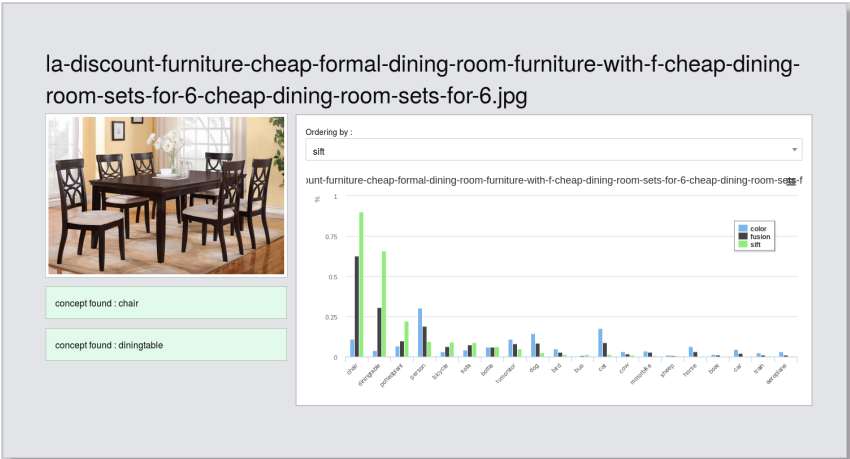 la-discount-furniture-cheap-formal-dining-room-furniture-with-f-cheap-dining-
room-sets-for-6-cheap-dining-room-sets-for-6.jpg
Ordering by :
sift
unt-furniture-cheap-formal-dining-room-furniture-with-f-cheap-dining-room-sets-for-6-cheap-dining-room-sets-f
%
1
0.75
0.5
0.25
0
color
fusion
sift
chair
diningtable
pottedplant
person
bicycle
sofa
bottle
tvmonitor
dog
bird
bus
cat
cow
motorbike
sheep
horse
boat
car
train
aeroplane
concept found : chair
concept found : diningtable